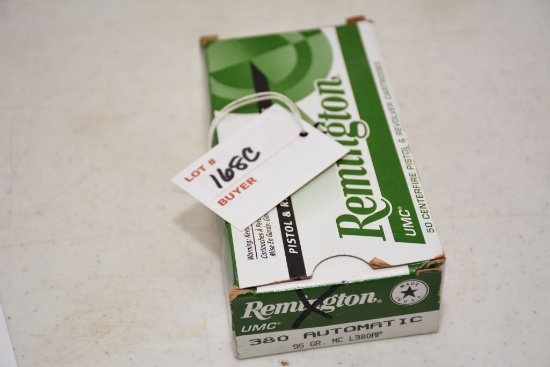 LOT #
168C
BUYER
Remington
UMC
50 CENTERFIRE PISTOL & REVOLVER CARTRIDGES
PISTOL & R
Remington
UMC
380 AUTOMATIC
95 GR. MC L380AP
MADE